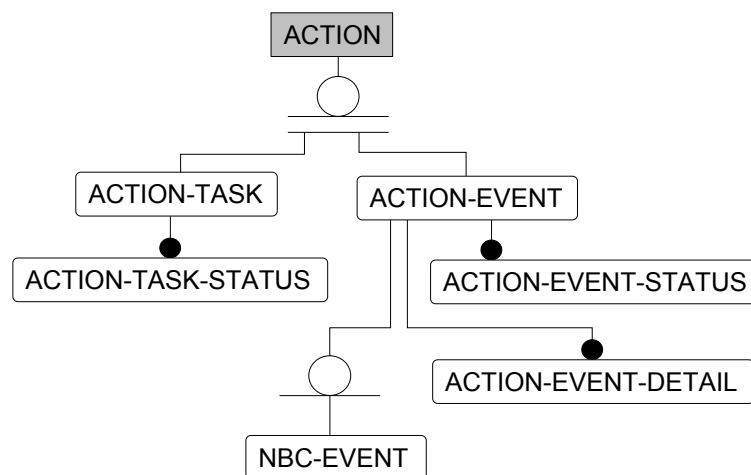 ACTION
ACTION-TASK
ACTION-EVENT
ACTION-TASK-STATUS
ACTION-EVENT-STATUS
ACTION-EVENT-DETAIL
NBC-EVENT